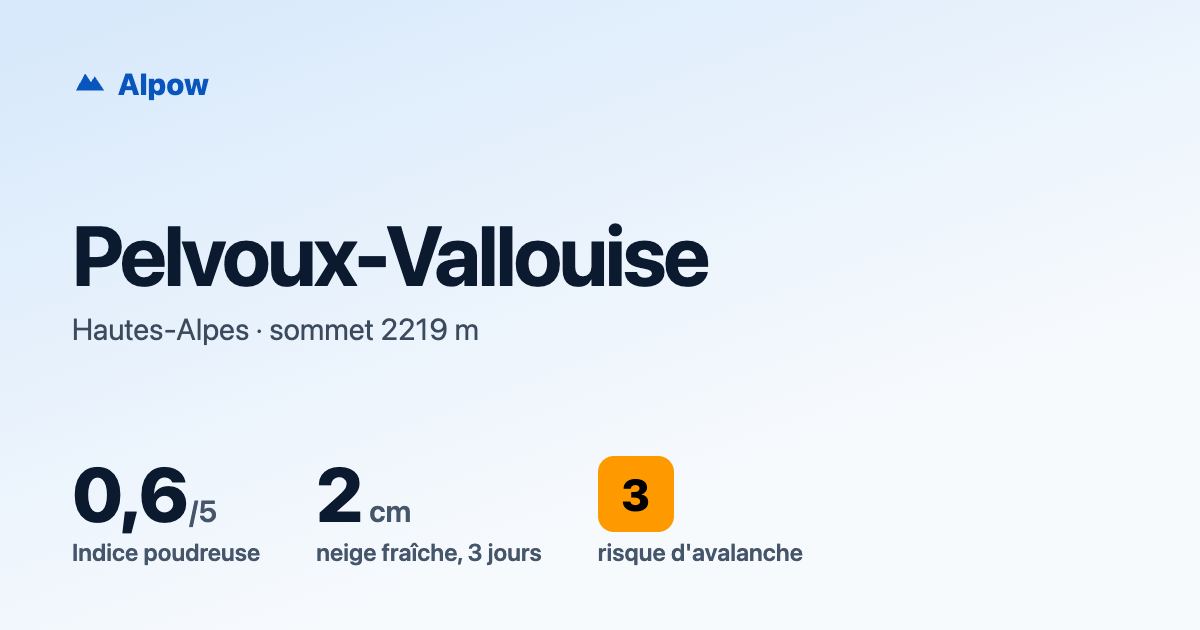 Alpow
Pelvoux-Vallouise
Hautes-Alpes · sommet 2219 m
0,6/5
Indice poudreuse
2 cm
neige fraîche, 3 jours
3
risque d'avalanche